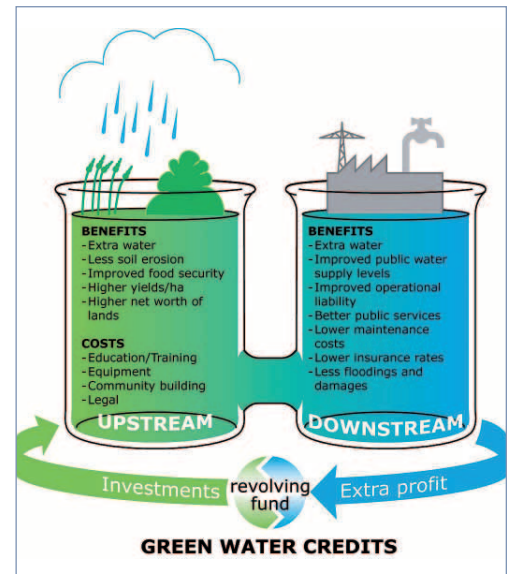 BENEFITS
-Extra water
-Less soil erosion
-Improved food security
-Higher yields/ha
-Higher net worth of
lands
COSTS
-Education/Training
-Equipment
-Community building
-Legal
UPSTREAM
BENEFITS
-Extra water
-Improved public water
supply levels
-Improved operational
liability
-Better public services
-Lower maintenance
costs
-Lower insurance rates
-Less floodings and
damages
DOWNSTREAM
Investments
revolving
fund
Extra profit
GREEN WATER CREDITS